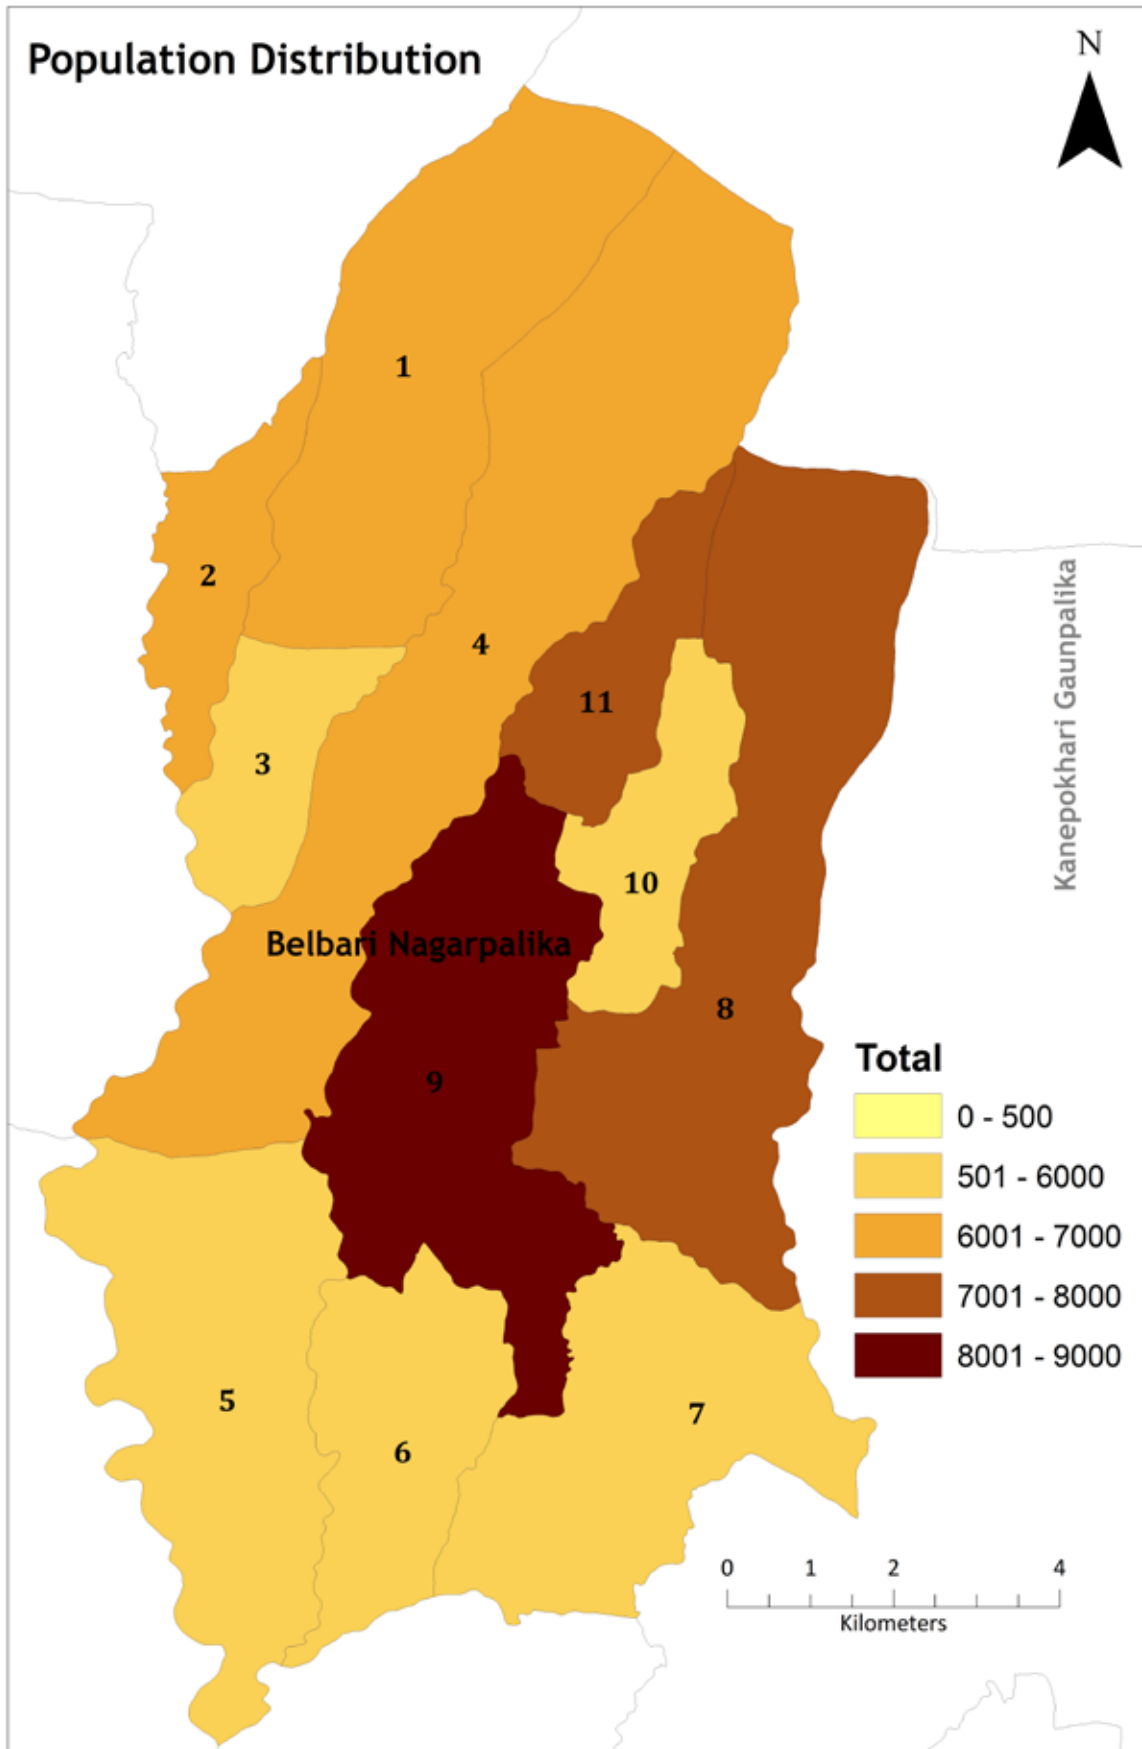 Population Distribution
N
1
2
4
11
3
10
Kanepokhari Gaunpalika
Belbari Nagarpalika
8
9
Total
0 - 500
501 - 6000
6001 - 7000
7001 - 8000
8001 - 9000
5
7
6
0 1 2 4
Kilometers